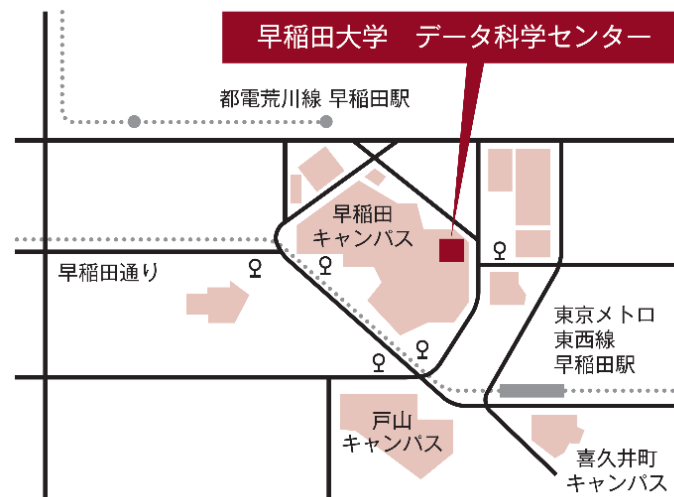 早稲田大学　データ科学センター
都電荒川線 早稲田駅
早稲田
キャンパス
早稲田通り
東京メトロ
東西線
早稲田駅
戸山
キャンパス
喜久井町
キャンパス